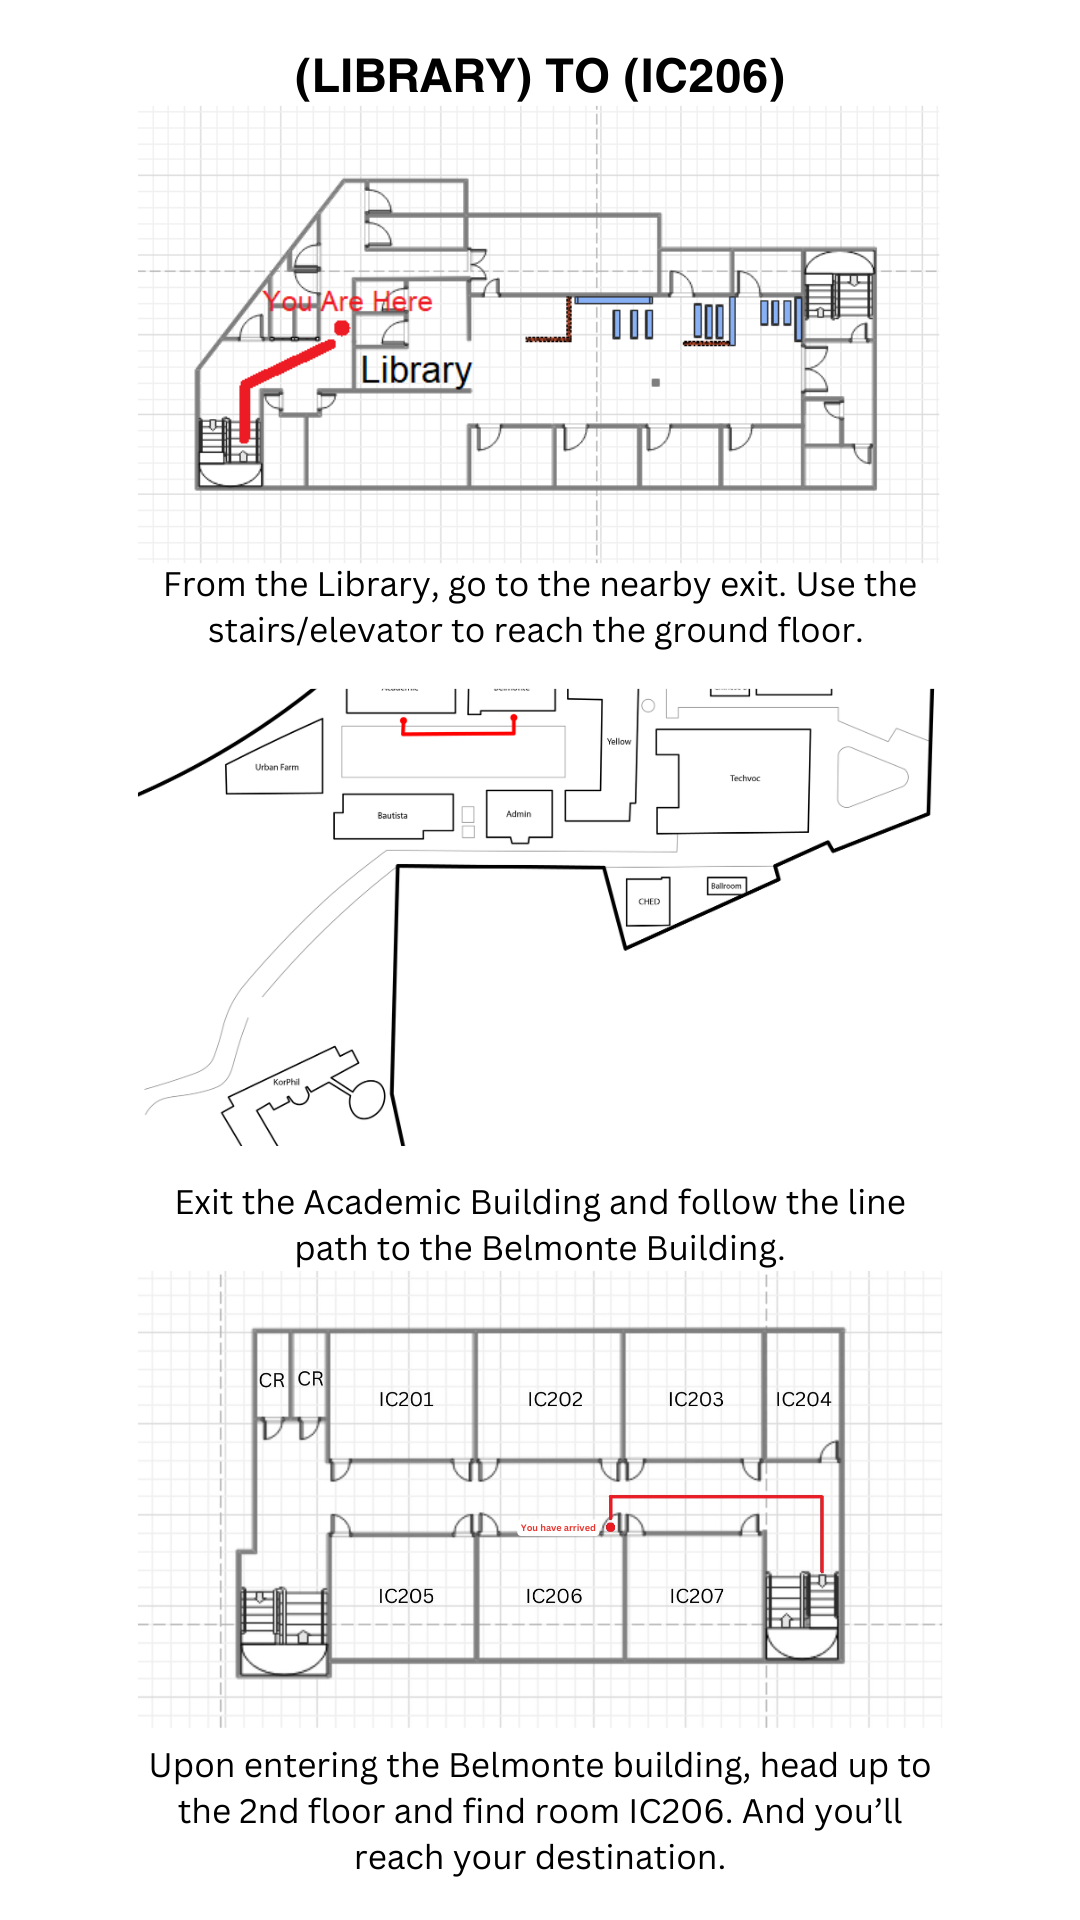 (LIBRARY) TO (IC206)
You Are Here
Library
From the Library, go to the nearby exit. Use the
stairs/elevator to reach the ground floor.
Academic
Belmonte
Yellow
Urban Farm
Techvoc
Bautista
Admin
CHED
Ballroom
KorPhil
Exit the Academic Building and follow the line
path to the Belmonte Building.
CR
CR
IC201
IC202
IC203
IC204
You have arrived
IC205
IC206
IC207
Upon entering the Belmonte building, head up to
the 2nd floor and find room IC206. And you’ll
reach your destination.